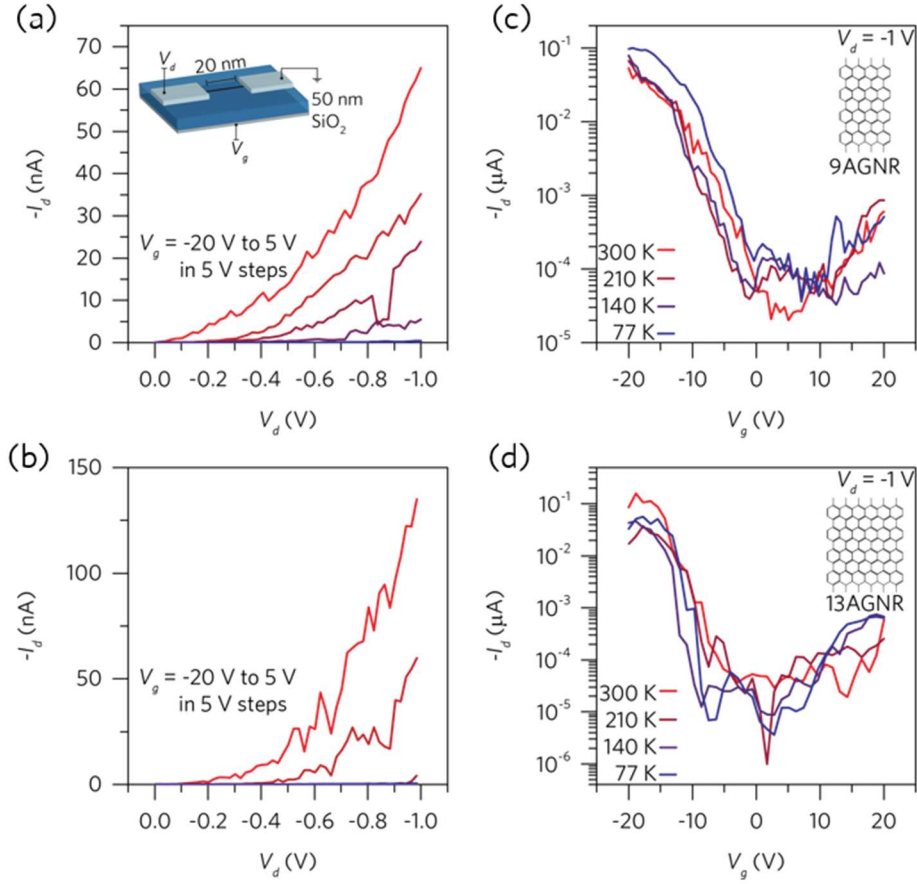 (a)
70
60
50
40
30
20
10
0
-I_d (nA)
V_d
20 nm
50 nm
SiO₂
V_g
V_g = -20 V to 5 V
in 5 V steps
0.0 -0.2 -0.4 -0.6 -0.8 -1.0
V_d (V)
(c)
10⁻¹
10⁻²
10⁻³
10⁻⁴
10⁻⁵
-I_d (μA)
V_d = -1 V
9AGNR
300 K
210 K
140 K
77 K
-20 -10 0 10 20
V_g (V)
(b)
150
100
50
0
-I_d (nA)
V_g = -20 V to 5 V
in 5 V steps
0.0 -0.2 -0.4 -0.6 -0.8 -1.0
V_d (V)
(d)
10⁻¹
10⁻²
10⁻³
10⁻⁴
10⁻⁵
10⁻⁶
-I_d (μA)
V_d = -1 V
13AGNR
300 K
210 K
140 K
77 K
-20 -10 0 10 20
V_g (V)